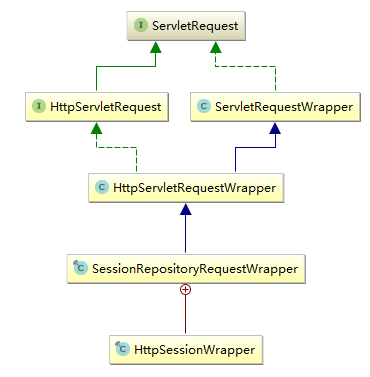 I ServletRequest
I HttpServletRequest
C ServletRequestWrapper
C HttpServletRequestWrapper
C SessionRepositoryRequestWrapper
C HttpSessionWrapper